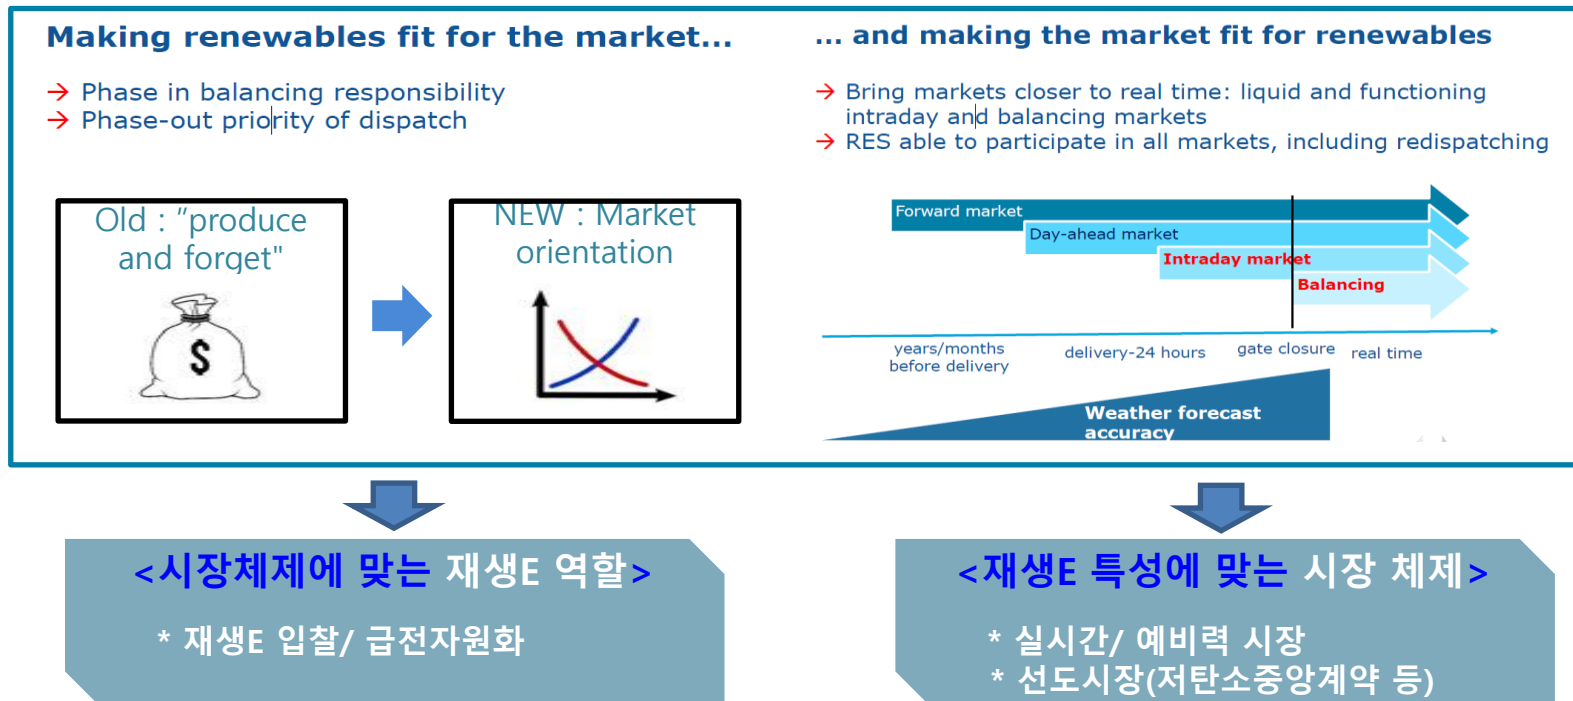 Making renewables fit for the market...
→ Phase in balancing responsibility
→ Phase-out priority of dispatch
Old : “produce
and forget"
$
NEW : Market
orientation
... and making the market fit for renewables
→ Bring markets closer to real time: liquid and functioning
intraday and balancing markets
→ RES able to participate in all markets, including redispatching
Forward market
Day-ahead market
Intraday market
Balancing
years/months
before delivery
delivery-24 hours
gate closure
real time
Weather forecast
accuracy
<시장체제에 맞는 재생E 역할>
* 재생E 입찰/ 급전자원화
<재생E 특성에 맞는 시장 체제>
* 실시간/ 예비력 시장
* 선도시장(저탄소중앙계약 등)